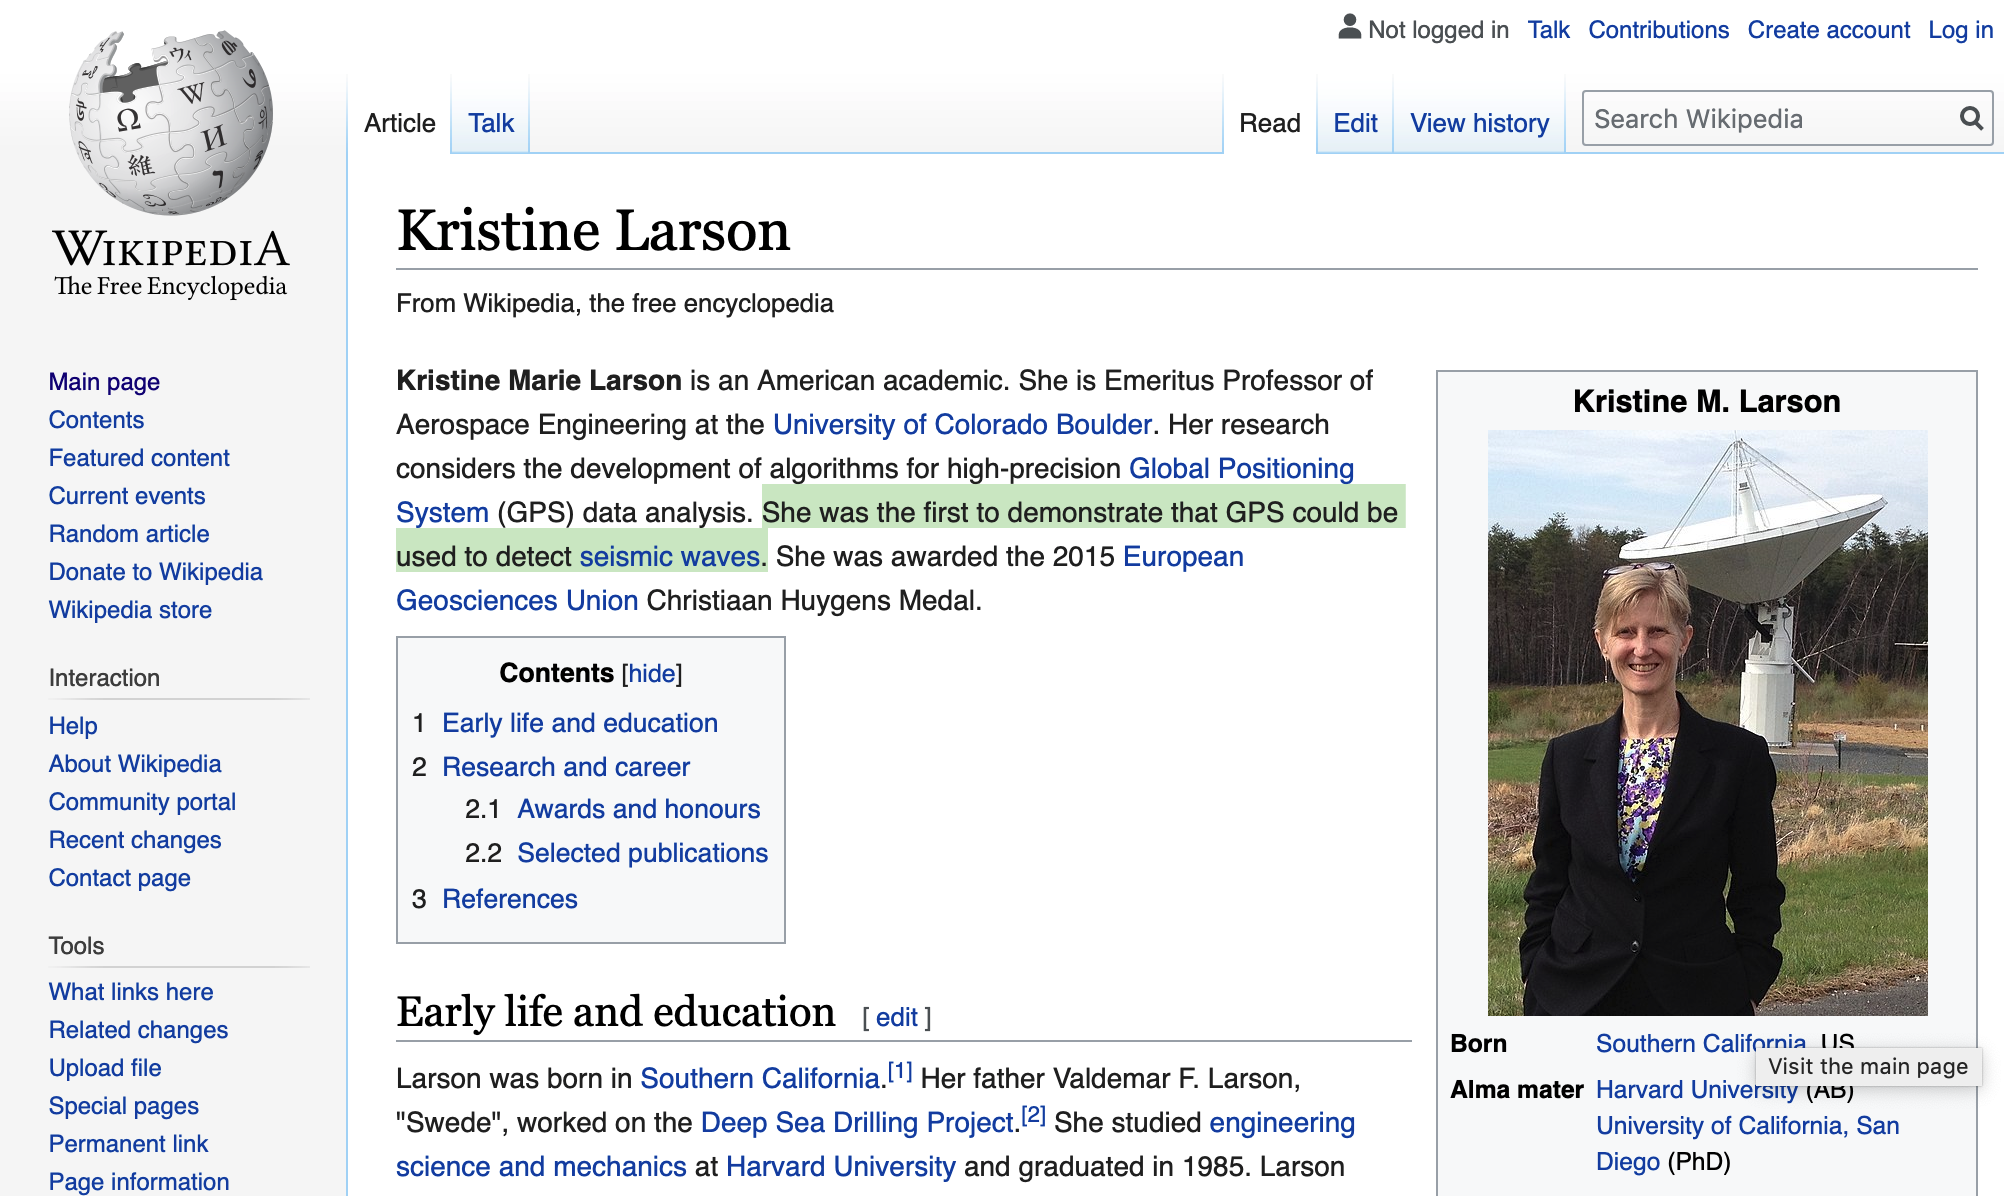 Not logged in Talk Contributions Create account Log in
Article Talk Read Edit View history Search Wikipedia
WIKIPEDIA
The Free Encyclopedia
Main page
Contents
Featured content
Current events
Random article
Donate to Wikipedia
Wikipedia store
Interaction
Help
About Wikipedia
Community portal
Recent changes
Contact page
Tools
What links here
Related changes
Upload file
Special pages
Permanent link
Page information
Kristine Larson
From Wikipedia, the free encyclopedia
Kristine Marie Larson is an American academic. She is Emeritus Professor of
Aerospace Engineering at the University of Colorado Boulder. Her research
considers the development of algorithms for high-precision Global Positioning
System (GPS) data analysis. She was the first to demonstrate that GPS could be
used to detect seismic waves. She was awarded the 2015 European
Geosciences Union Christiaan Huygens Medal.
Contents [hide]
1 Early life and education
2 Research and career
2.1 Awards and honours
2.2 Selected publications
3 References
Early life and education [ edit ]
Larson was born in Southern California.[1] Her father Valdemar F. Larson,
"Swede", worked on the Deep Sea Drilling Project.[2] She studied engineering
science and mechanics at Harvard University and graduated in 1985. Larson
Kristine M. Larson
Born Southern California, US
Visit the main page
Alma mater Harvard University (AB)
University of California, San
Diego (PhD)